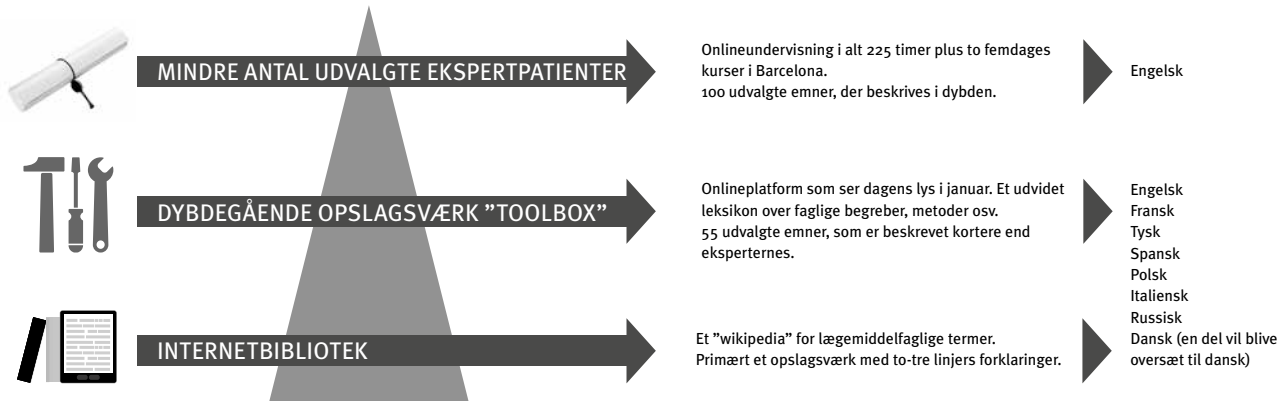 MINDRE ANTAL UDVALGTE EKSPERTPATIENTER
Onlineundervisning i alt 225 timer plus to femdages
kurser i Barcelona.
100 udvalgte emner, der beskrives i dybden.
Engelsk
DYBDEGÅENDE OPSLAGSVÆRK ”TOOLBOX”
Onlineplatform som ser dagens lys i januar. Et udvidet
leksikon over faglige begreber, metoder osv.
55 udvalgte emner, som er beskrevet kortere end
eksperternes.
Engelsk
Fransk
Tysk
Spansk
Polsk
Italiensk
Russisk
Dansk (en del vil blive
oversæt til dansk)
INTERNETBIBLIOTEK
Et ”wikipedia” for lægemiddelfaglige termer.
Primært et opslagsværk med to-tre linjers forklaringer.